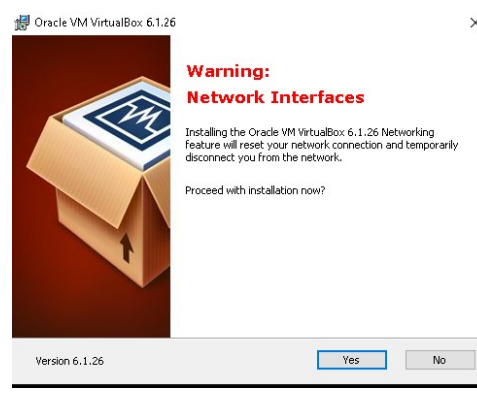 Oracle VM VirtualBox 6.1.26
Warning:
Network Interfaces
Installing the Oracle VM VirtualBox 6.1.26 Networking
feature will reset your network connection and temporarily
disconnect you from the network.
Proceed with installation now?
Version 6.1.26
Yes
No